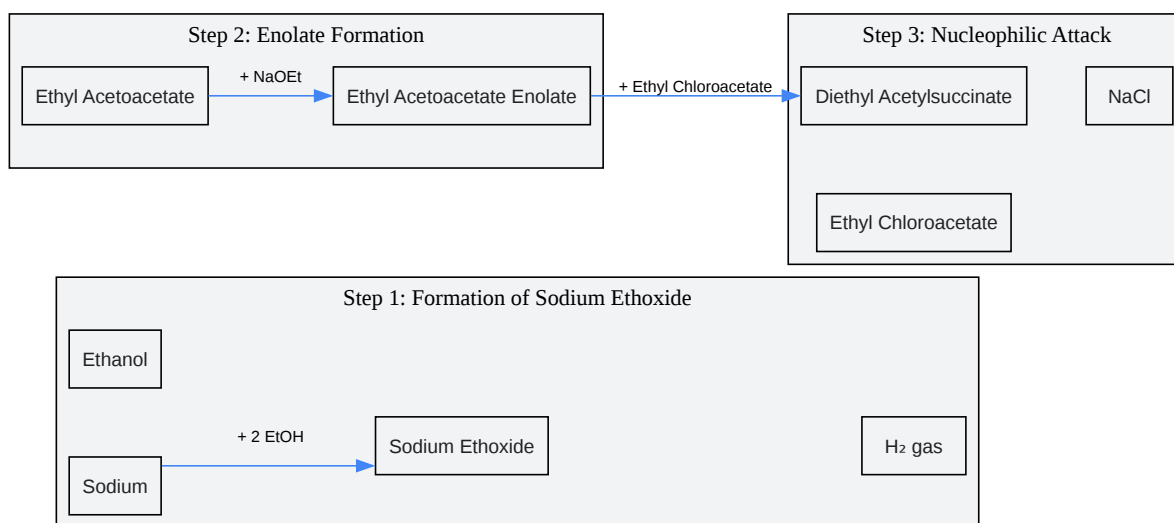 Step 2: Enolate Formation
Ethyl Acetoacetate
+ NaOEt
Ethyl Acetoacetate Enolate
+ Ethyl Chloroacetate
Step 3: Nucleophilic Attack
Diethyl Acetylsuccinate
NaCl
Ethyl Chloroacetate
Step 1: Formation of Sodium Ethoxide
Ethanol
Sodium
+ 2 EtOH
Sodium Ethoxide
H₂ gas